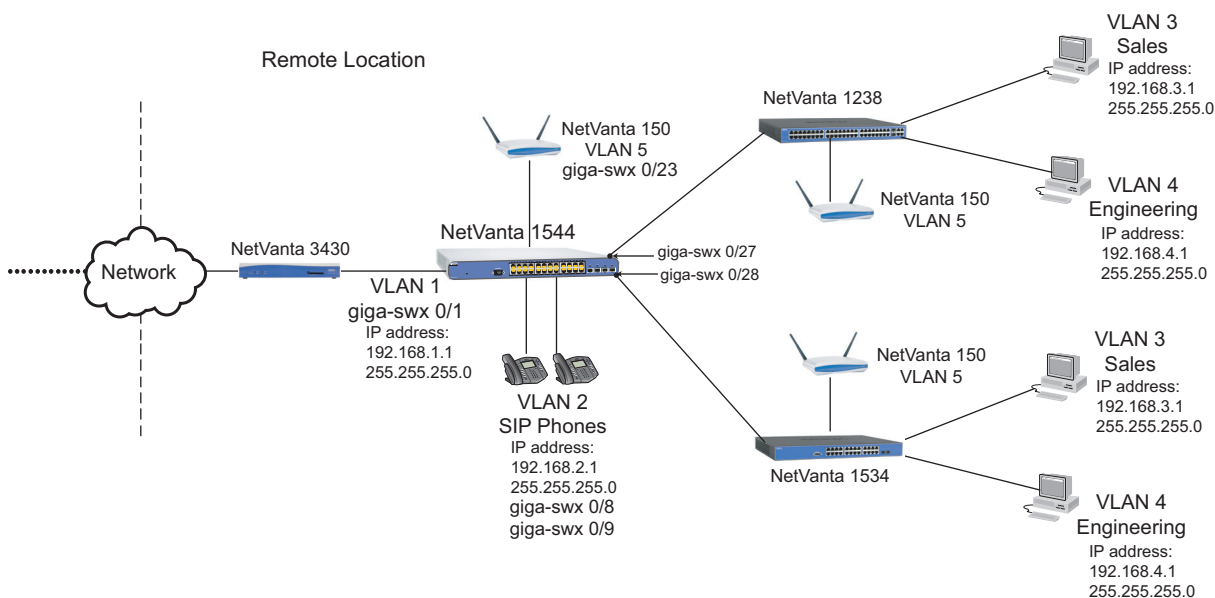 Remote Location
Network
NetVanta 3430
VLAN 1
giga-swx 0/1
IP address:
192.168.1.1
255.255.255.0
NetVanta 150
VLAN 5
giga-swx 0/23
NetVanta 1544
giga-swx 0/27
giga-swx 0/28
VLAN 2
SIP Phones
IP address:
192.168.2.1
255.255.255.0
giga-swx 0/8
giga-swx 0/9
NetVanta 1238
NetVanta 150
VLAN 5
VLAN 3
Sales
IP address:
192.168.3.1
255.255.255.0
VLAN 4
Engineering
IP address:
192.168.4.1
255.255.255.0
NetVanta 150
VLAN 5
NetVanta 1534
VLAN 3
Sales
IP address:
192.168.3.1
255.255.255.0
VLAN 4
Engineering
IP address:
192.168.4.1
255.255.255.0